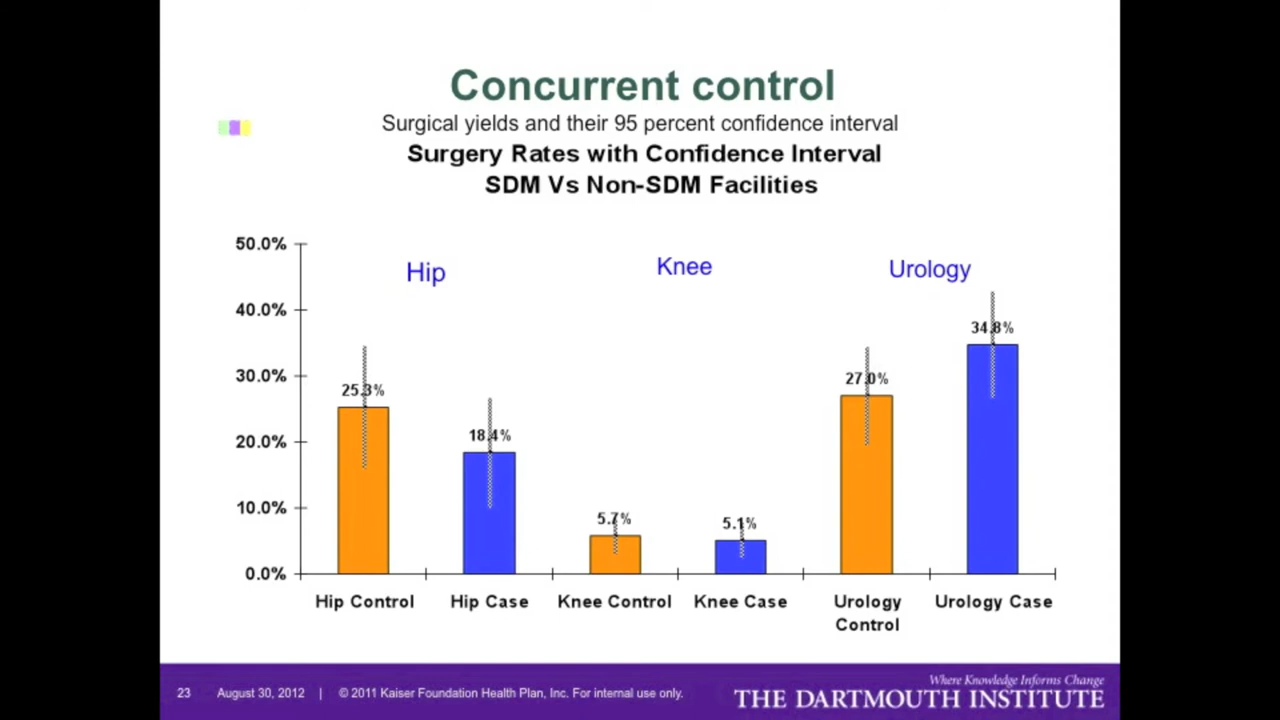 Concurrent control
Surgical yields and their 95 percent confidence interval
Surgery Rates with Confidence Interval
SDM Vs Non-SDM Facilities
50.0%
40.0%
30.0%
20.0%
10.0%
0.0%
Hip
Knee
Urology
25.3%
18.4%
5.7%
5.1%
27.0%
34.8%
Hip Control
Hip Case
Knee Control
Knee Case
Urology
Control
Urology Case
23 August 30, 2012 | © 2011 Kaiser Foundation Health Plan, Inc. For internal use only.
Where Knowledge Informs Change
THE DARTMOUTH INSTITUTE